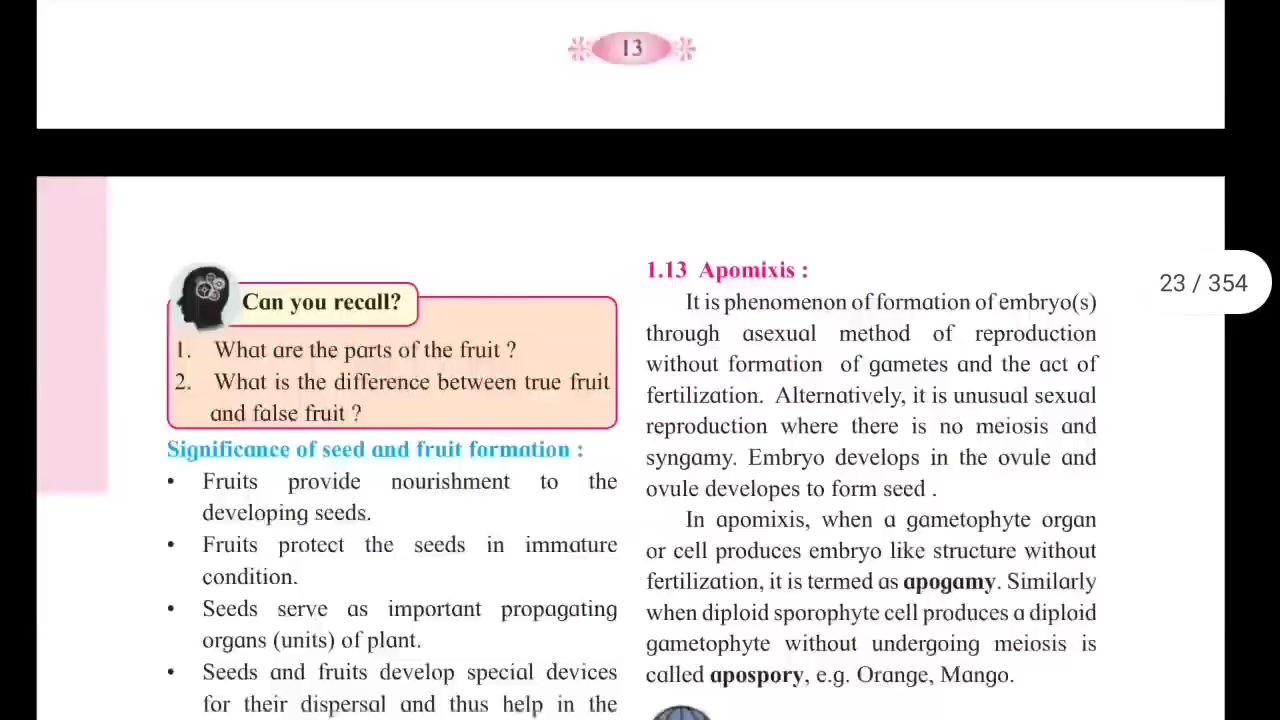 13
23 / 354
Can you recall?
1. What are the parts of the fruit ?
2. What is the difference between true fruit
and false fruit ?
Significance of seed and fruit formation :
• Fruits provide nourishment to the
developing seeds.
• Fruits protect the seeds in immature
condition.
• Seeds serve as important propagating
organs (units) of plant.
• Seeds and fruits develop special devices
for their dispersal and thus help in the
1.13 Apomixis :
It is phenomenon of formation of embryo(s)
through asexual method of reproduction
without formation of gametes and the act of
fertilization. Alternatively, it is unusual sexual
reproduction where there is no meiosis and
syngamy. Embryo develops in the ovule and
ovule developes to form seed .
In apomixis, when a gametophyte organ
or cell produces embryo like structure without
fertilization, it is termed as apogamy. Similarly
when diploid sporophyte cell produces a diploid
gametophyte without undergoing meiosis is
called apospory, e.g. Orange, Mango.